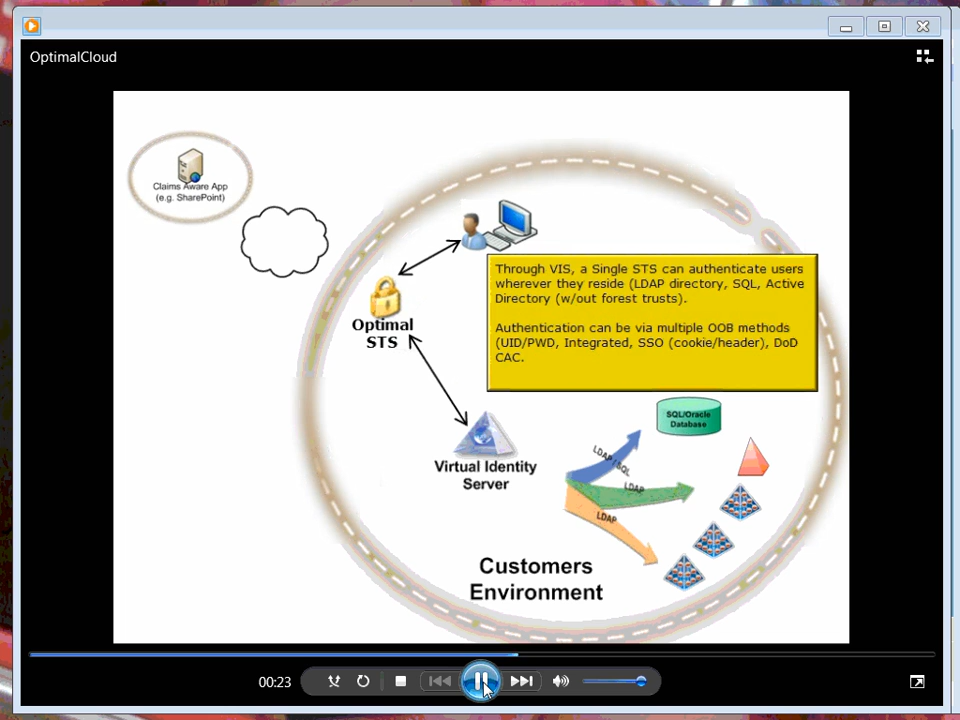 OptimalCloud
Claims Aware App
(e.g. SharePoint)
Through VIS, a Single STS can authenticate users
wherever they reside (LDAP directory, SQL, Active
Directory (w/out forest trusts).
Authentication can be via multiple OOB methods
(UID/PWD, Integrated, SSO (cookie/header), DoD
CAC.
Optimal
STS
SQL/Oracle
Database
LDAP/SQL
LDAP
LDAP
Virtual Identity
Server
Customers
Environment
00:23